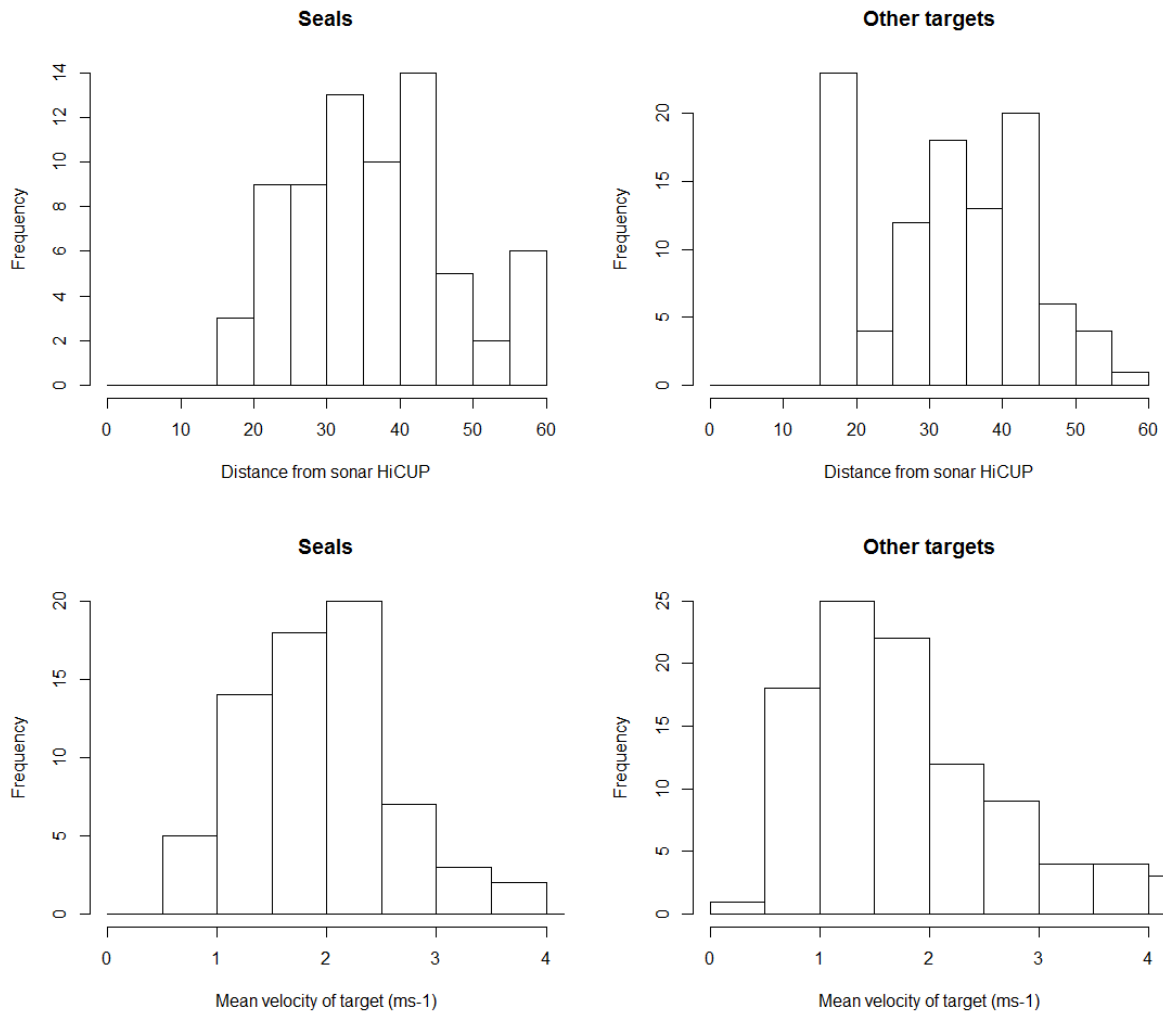 Seals
Other targets
Frequency
0 2 4 6 8 10 12 14
0 10 20 30 40 50 60
Distance from sonar HiCUP
Frequency
0 5 10 15 20
0 10 20 30 40 50 60
Distance from sonar HiCUP
Seals
Other targets
Frequency
0 5 10 15 20
0 1 2 3 4
Mean velocity of target (ms-1)
Frequency
0 5 10 15 20 25
0 1 2 3 4
Mean velocity of target (ms-1)